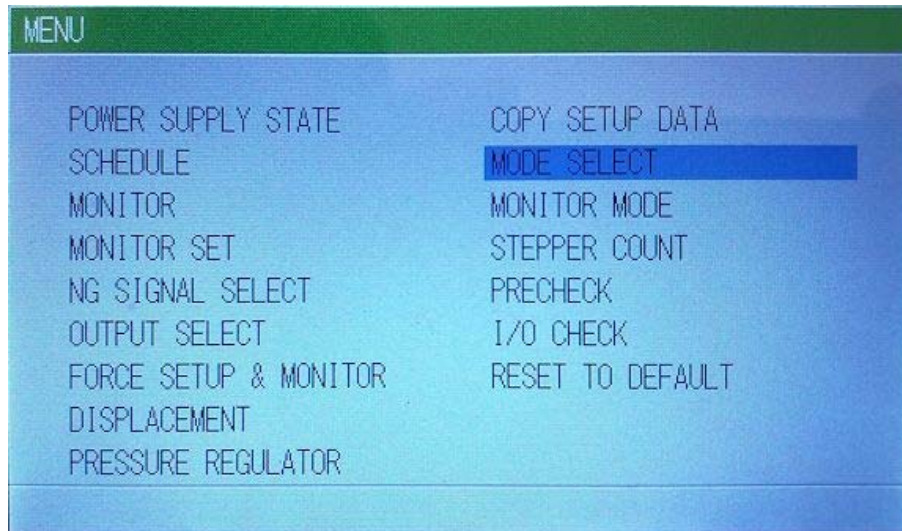 MENU
POWER SUPPLY STATE
SCHEDULE
MONITOR
MONITOR SET
NG SIGNAL SELECT
OUTPUT SELECT
FORCE SETUP & MONITOR
DISPLACEMENT
PRESSURE REGULATOR
COPY SETUP DATA
MODE SELECT
MONITOR MODE
STEPPER COUNT
PRECHECK
I/O CHECK
RESET TO DEFAULT